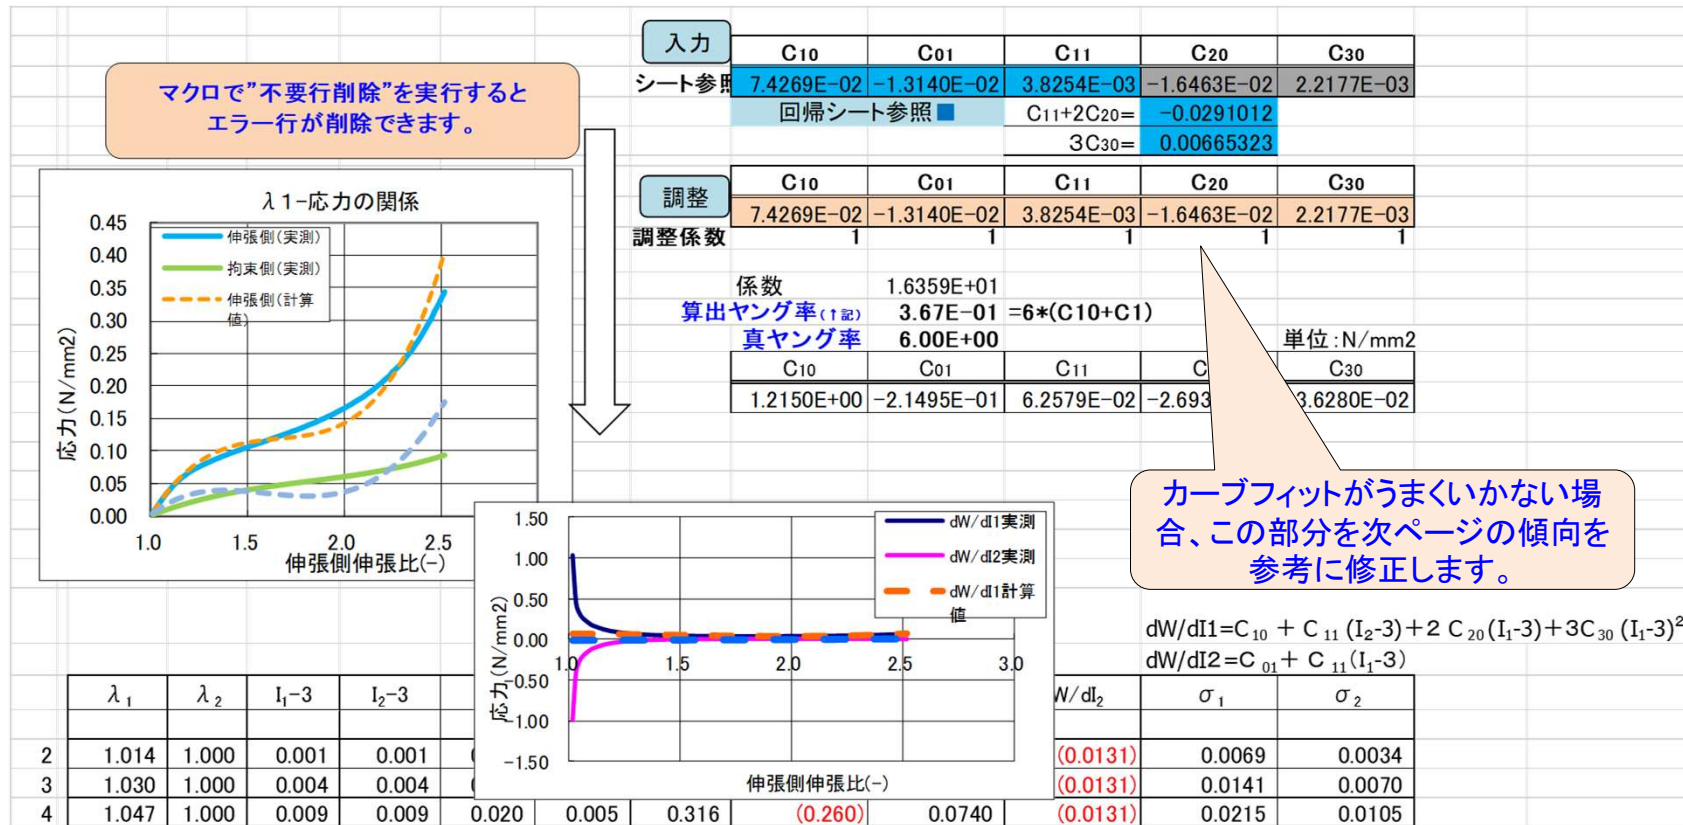 入力
C10 C01 C11 C20 C30
シート参照 7.4269E-02 -1.3140E-02 3.8254E-03 -1.6463E-02 2.2177E-03
回帰シート参照■ C11+2C20= -0.0291012
3C30= 0.00665323
マクロで"不要行削除"を実行すると
エラー行が削除できます。
調整
C10 C01 C11 C20 C30
7.4269E-02 -1.3140E-02 3.8254E-03 -1.6463E-02 2.2177E-03
調整係数 1 1 1 1 1
係数 1.6359E+01
算出ヤング率(↑記) 3.67E-01 =6*(C10+C1)
真ヤング率 6.00E+00 単位:N/mm2
C10 C01 C11 C C30
1.2150E+00 -2.1495E-01 6.2579E-02 -2.693 3.6280E-02
カーブフィットがうまくいかない場
合、この部分を次ページの傾向を
参考に修正します。
λ1-応力の関係
伸張側(実測)
拘束側(実測)
伸張側(計算
値)
応力(N/mm2)
0.45
0.40
0.35
0.30
0.25
0.20
0.15
0.10
0.05
0.00
1.0 1.5 2.0 2.5
伸張側伸張比(-)
dW/dI1実測
dW/dI2実測
dW/dI1計算
値
応力(N/mm2)
1.50
1.00
0.50
0.00
-0.50
-1.00
-1.50
1.0 1.5 2.0 2.5 3.0
伸張側伸張比(-)
dW/dI1=C10 + C11 (I2-3)+2 C20(I1-3)+3C30 (I1-3)²
dW/dI2=C01+ C11(I1-3)
λ1 λ2 I1-3 I2-3 W/dI2 σ1 σ2
2 1.014 1.000 0.001 0.001 (0.0131) 0.0069 0.0034
3 1.030 1.000 0.004 0.004 (0.0131) 0.0141 0.0070
4 1.047 1.000 0.009 0.009 0.020 0.005 0.316 (0.260) 0.0740 (0.0131) 0.0215 0.0105